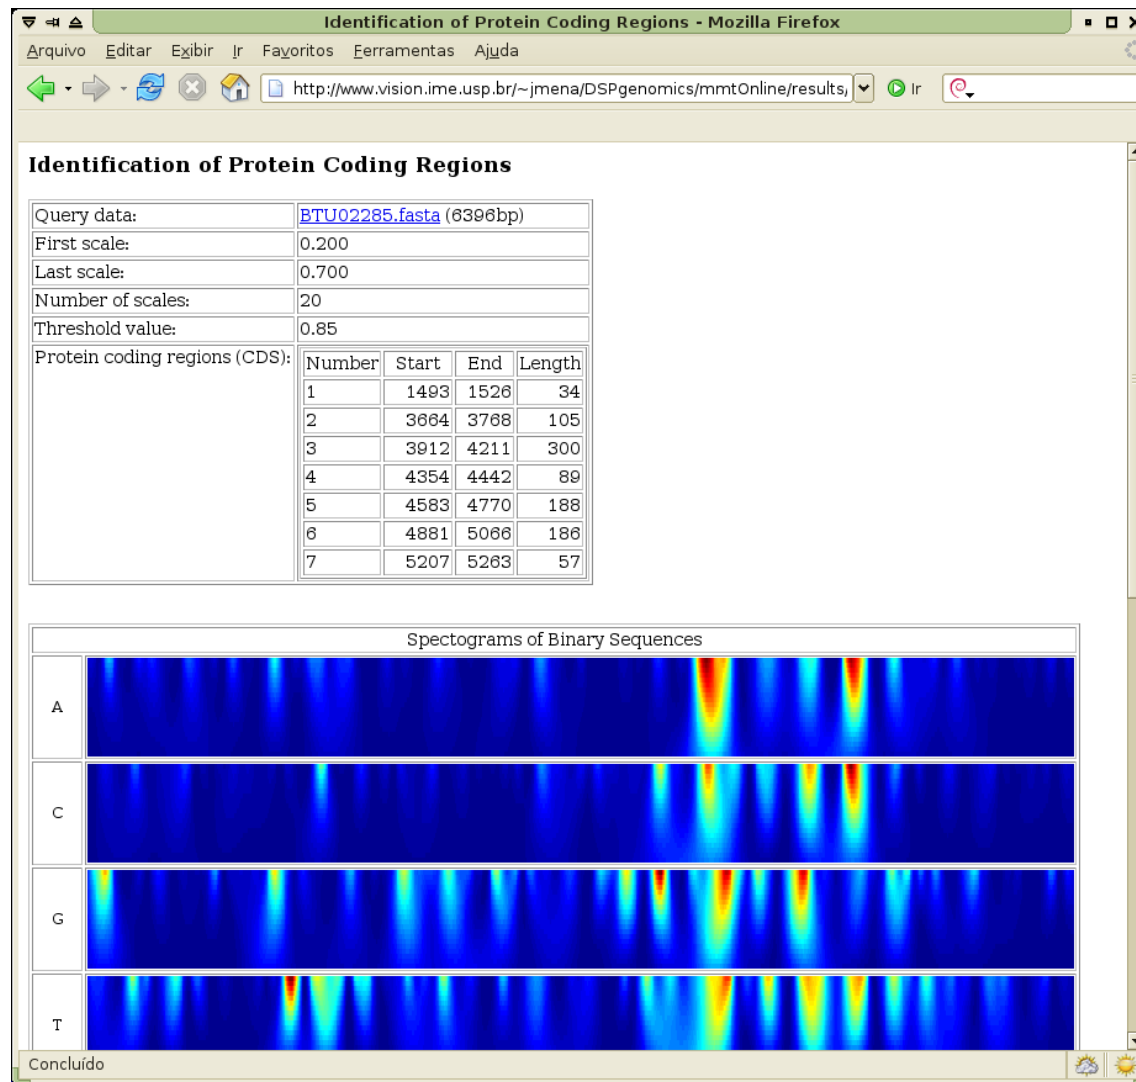 Identification of Protein Coding Regions - Mozilla Firefox
Arquivo Editar Exibir Ir Favoritos Ferramentas Ajuda
http://www.vision.ime.usp.br/~jmena/DSPgenomics/mmtOnline/results, Ir
Identification of Protein Coding Regions
Query data: BTU02285.fasta (6396bp)
First scale: 0.200
Last scale: 0.700
Number of scales: 20
Threshold value: 0.85
Protein coding regions (CDS): Number Start End Length
1 1493 1526 34
2 3664 3768 105
3 3912 4211 300
4 4354 4442 89
5 4583 4770 188
6 4881 5066 186
7 5207 5263 57
Spectograms of Binary Sequences
A
C
G
T
Concluído